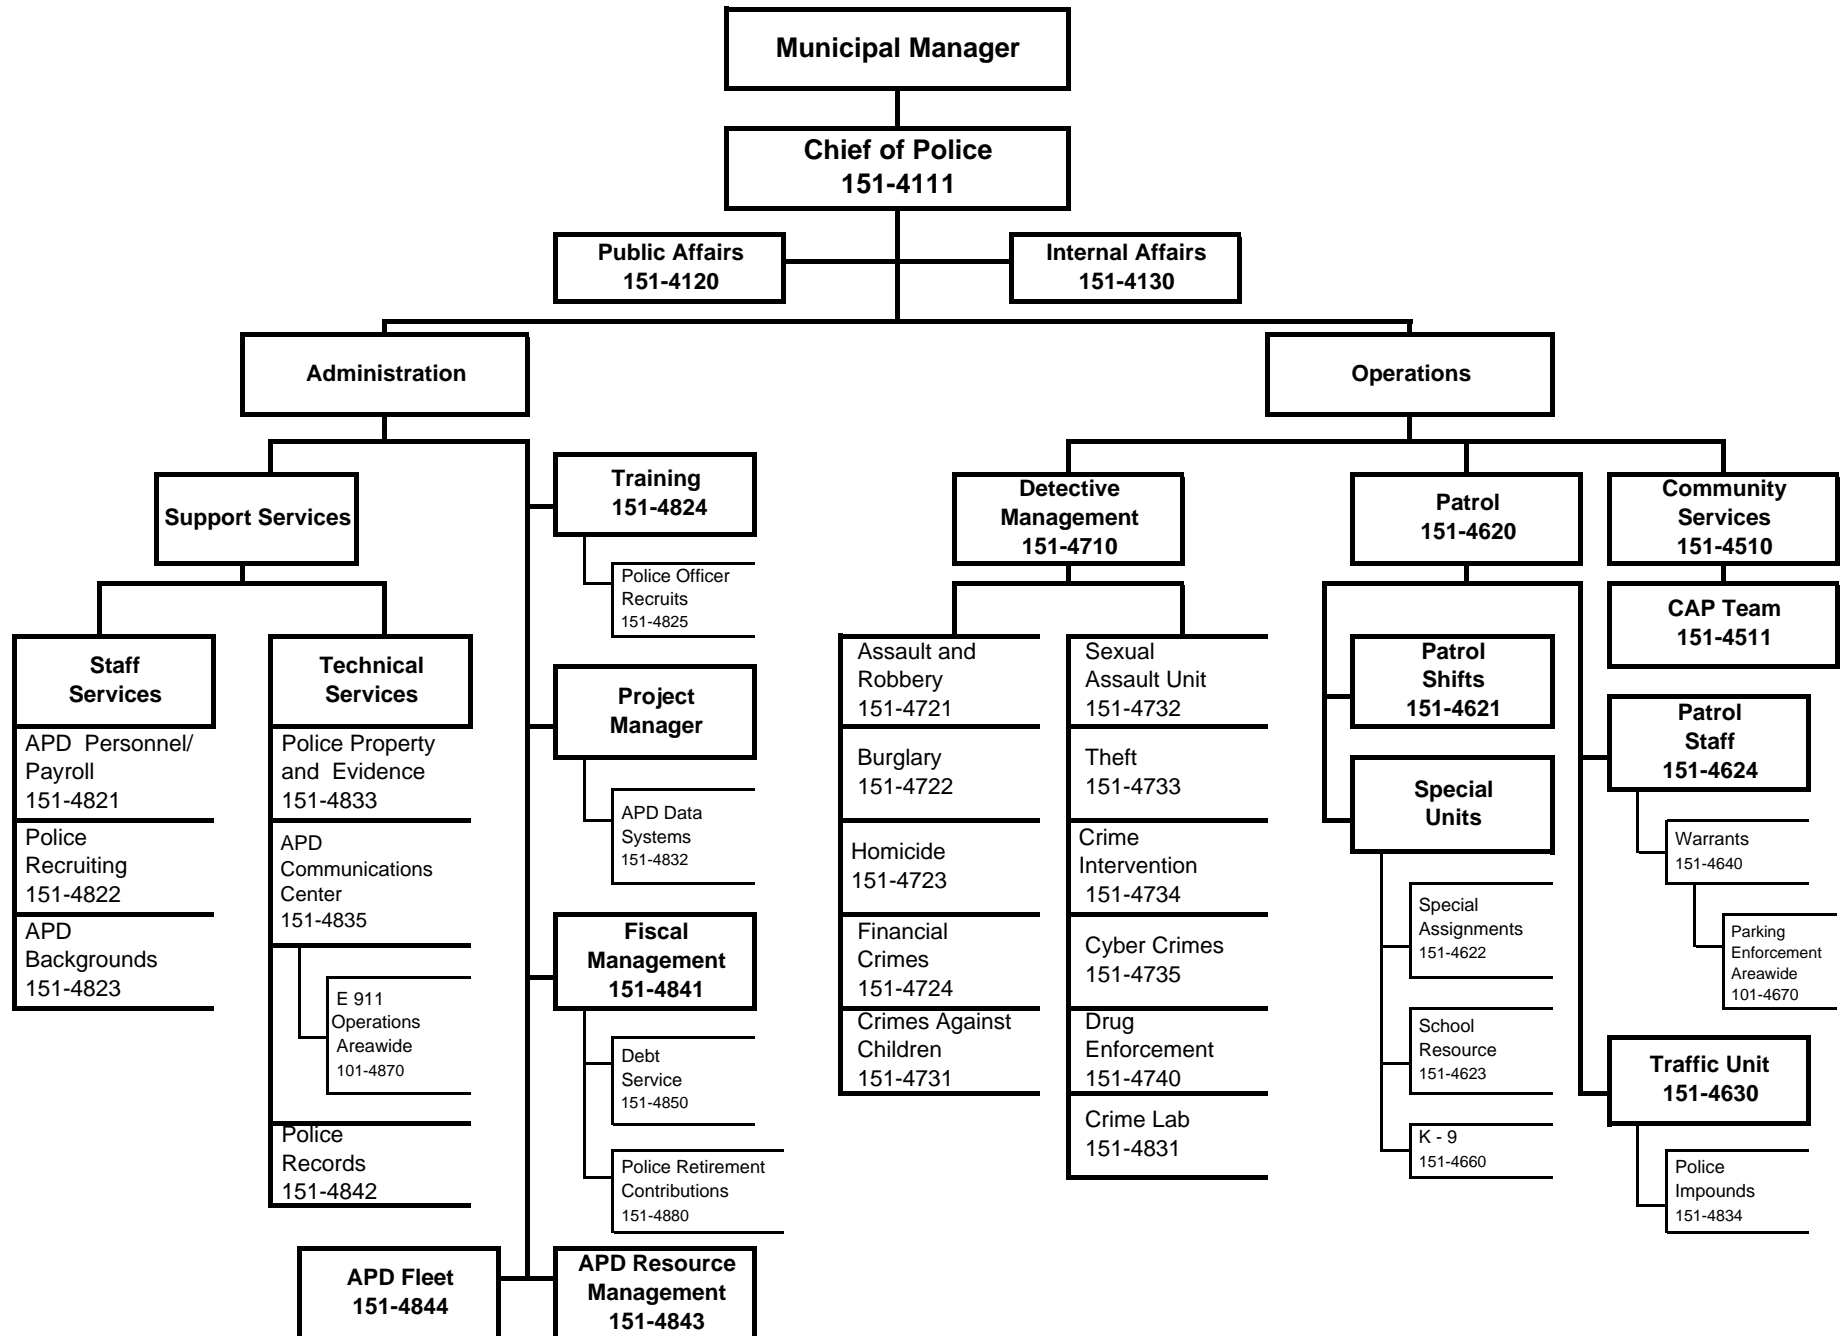 Municipal Manager
Chief of Police
151-4111
Public Affairs
151-4120
Internal Affairs
151-4130
Administration
Operations
Support Services
Staff
Services
APD  Personnel/
Payroll
151-4821
Police
Recruiting
151-4822
APD
Backgrounds
151-4823
Technical
Services
Police Property
and  Evidence
151-4833
APD
Communications
Center
151-4835
E 911
Operations
Areawide
101-4870
Police
Records
151-4842
Training
151-4824
Police Officer
Recruits
151-4825
Project
Manager
APD Data
Systems
151-4832
Fiscal
Management
151-4841
Debt
Service
151-4850
Police Retirement
Contributions
151-4880
APD Fleet
151-4844
APD Resource
Management
151-4843
Detective
Management
151-4710
Assault and
Robbery
151-4721
Burglary
151-4722
Homicide
151-4723
Financial
Crimes
151-4724
Crimes Against
Children
151-4731
Sexual
Assault Unit
151-4732
Theft
151-4733
Crime
Intervention
151-4734
Cyber Crimes
151-4735
Drug
Enforcement
151-4740
Crime Lab
151-4831
Patrol
151-4620
Patrol
Shifts
151-4621
Special
Units
Special
Assignments
151-4622
School
Resource
151-4623
K - 9
151-4660
Community
Services
151-4510
CAP Team
151-4511
Patrol
Staff
151-4624
Warrants
151-4640
Parking
Enforcement
Areawide
101-4670
Traffic Unit
151-4630
Police
Impounds
151-4834